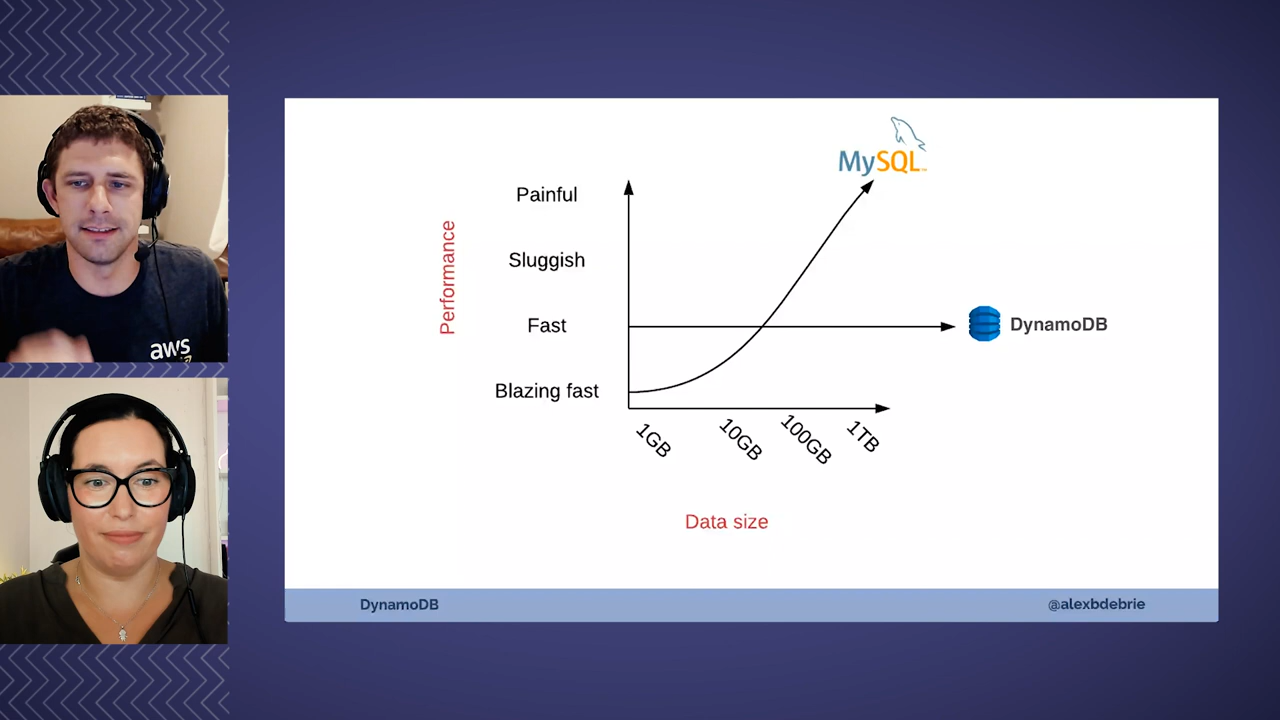 aws
MySQL
Painful
Sluggish
Fast
Blazing fast
Performance
DynamoDB
1GB
10GB
100GB
1TB
Data size
DynamoDB
@alexbdebrie